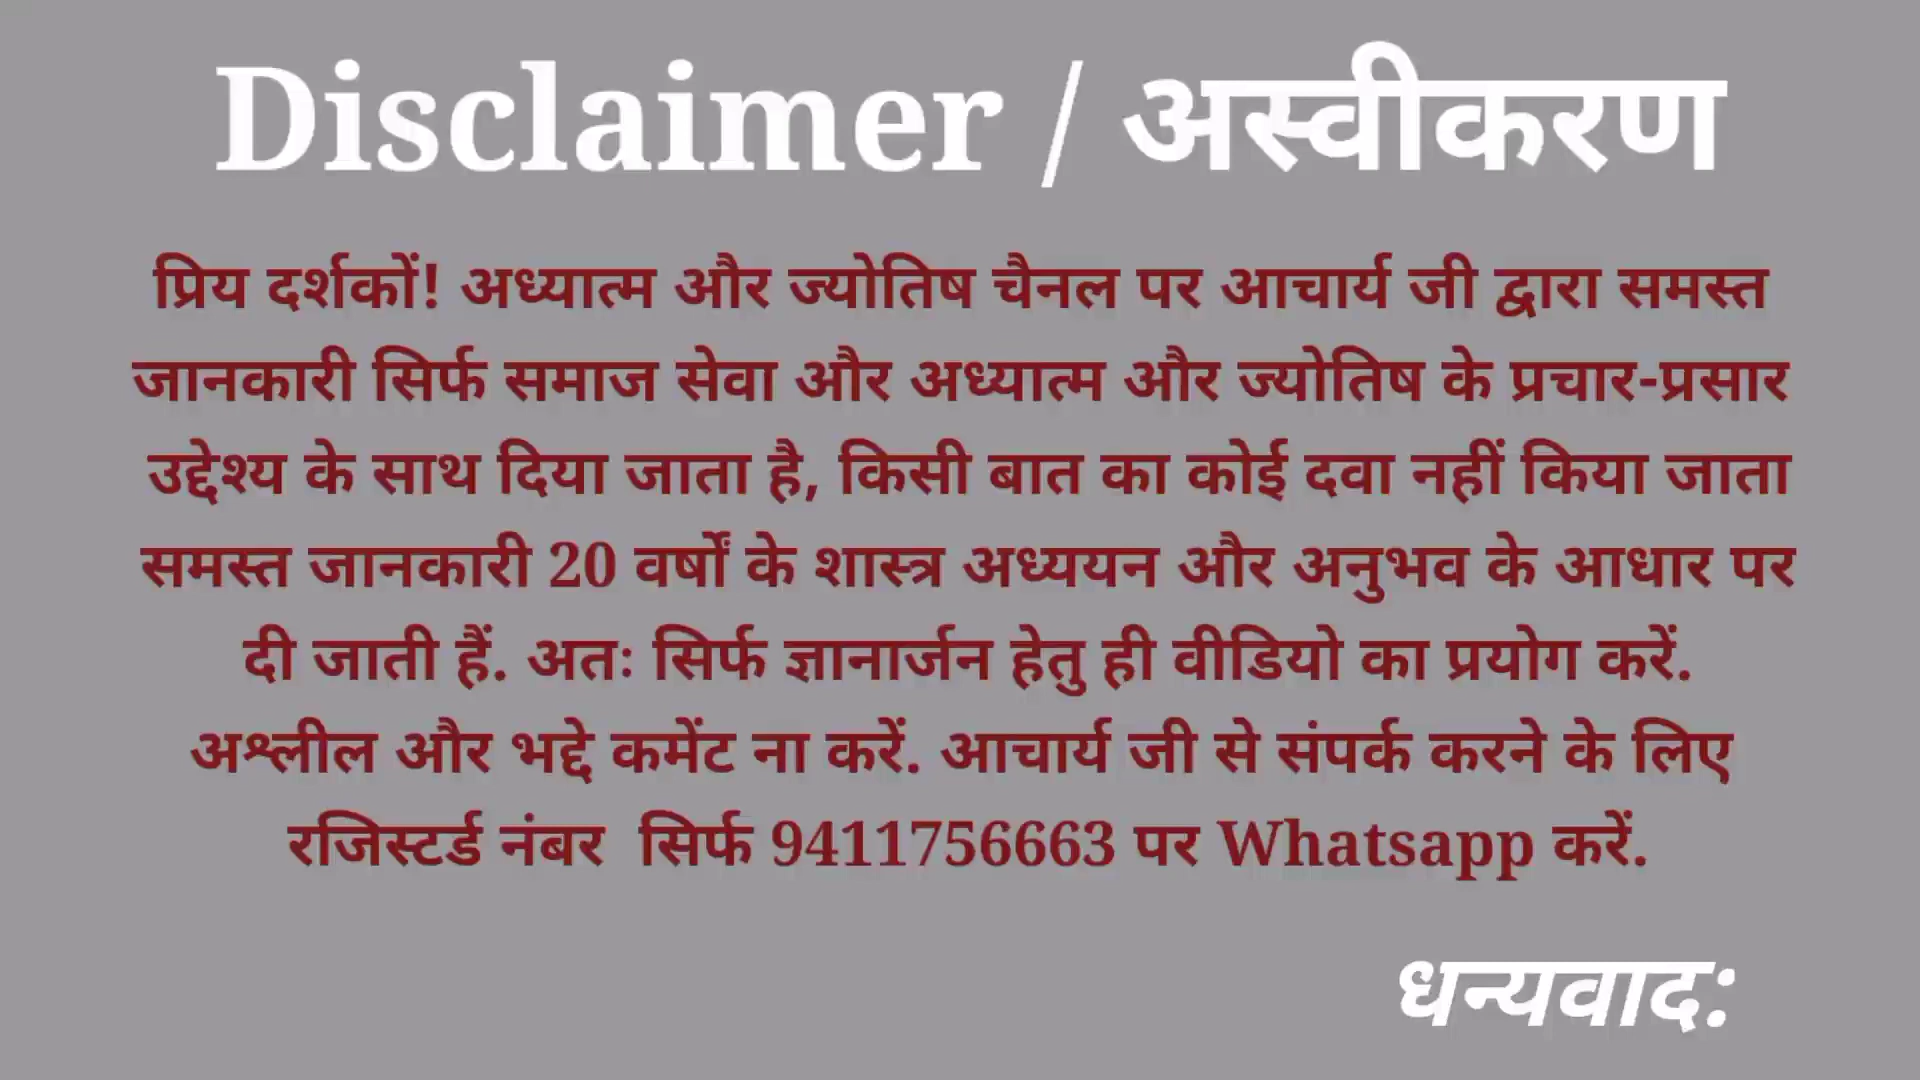 Disclaimer / अस्वीकरण
प्रिय दर्शकों! अध्यात्म और ज्योतिष चैनल पर आचार्य जी द्वारा समस्त
जानकारी सिर्फ समाज सेवा और अध्यात्म और ज्योतिष के प्रचार-प्रसार
उद्देश्य के साथ दिया जाता है, किसी बात का कोई दवा नहीं किया जाता
समस्त जानकारी 20 वर्षों के शास्त्र अध्ययन और अनुभव के आधार पर
दी जाती हैं. अतः सिर्फ ज्ञानार्जन हेतु ही वीडियो का प्रयोग करें.
अश्लील और भद्दे कमेंट ना करें. आचार्य जी से संपर्क करने के लिए
रजिस्टर्ड नंबर सिर्फ 9411756663 पर Whatsapp करें.
धन्यवाद: